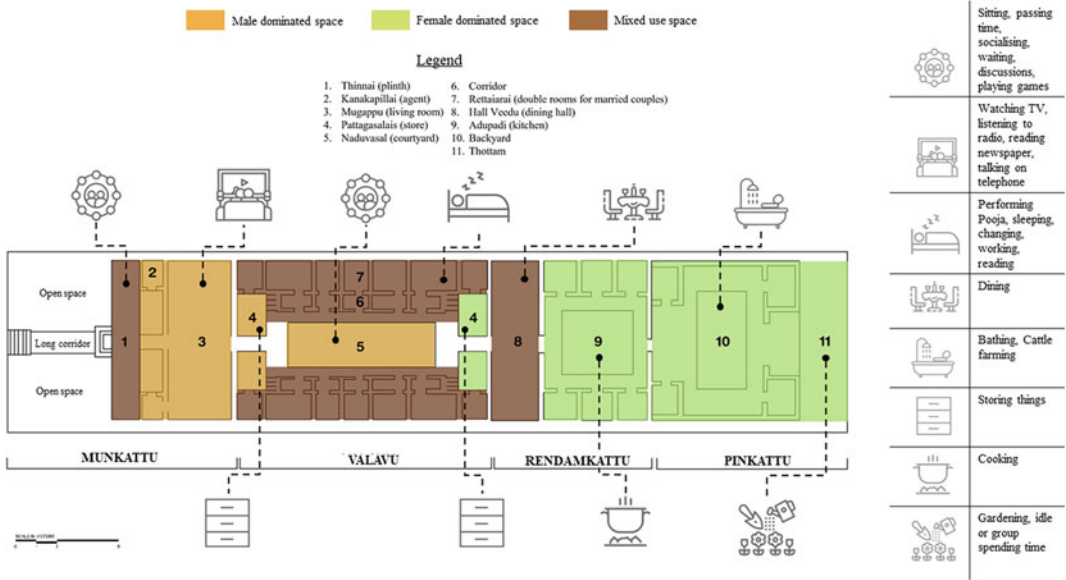 Male dominated space
Female dominated space
Mixed use space
Legend
1. Thinnai (plinth)
2. Kanakapillai (agent)
3. Mugappu (living room)
4. Pattagasalais (store)
5. Naduvasal (courtyard)
6. Corridor
7. Rettaiarai (double rooms for married couples)
8. Hall Veedu (dining hall)
9. Adupadi (kitchen)
10. Backyard
11. Thottam
Open space
Long corridor
Open space
1
2
3
4
4
5
6
7
8
9
10
11
MUNKATTU
VALAVU
RENDAMKATTU
PINKATTU
Sitting, passing
time,
socialising,
waiting,
discussions,
playing games
Watching TV,
listening to
radio, reading
newspaper,
talking on
telephone
Performing
Pooja, sleeping,
changing,
working,
reading
Dining
Bathing, Cattle
farming
Storing things
Cooking
Gardening, idle
or group
spending time